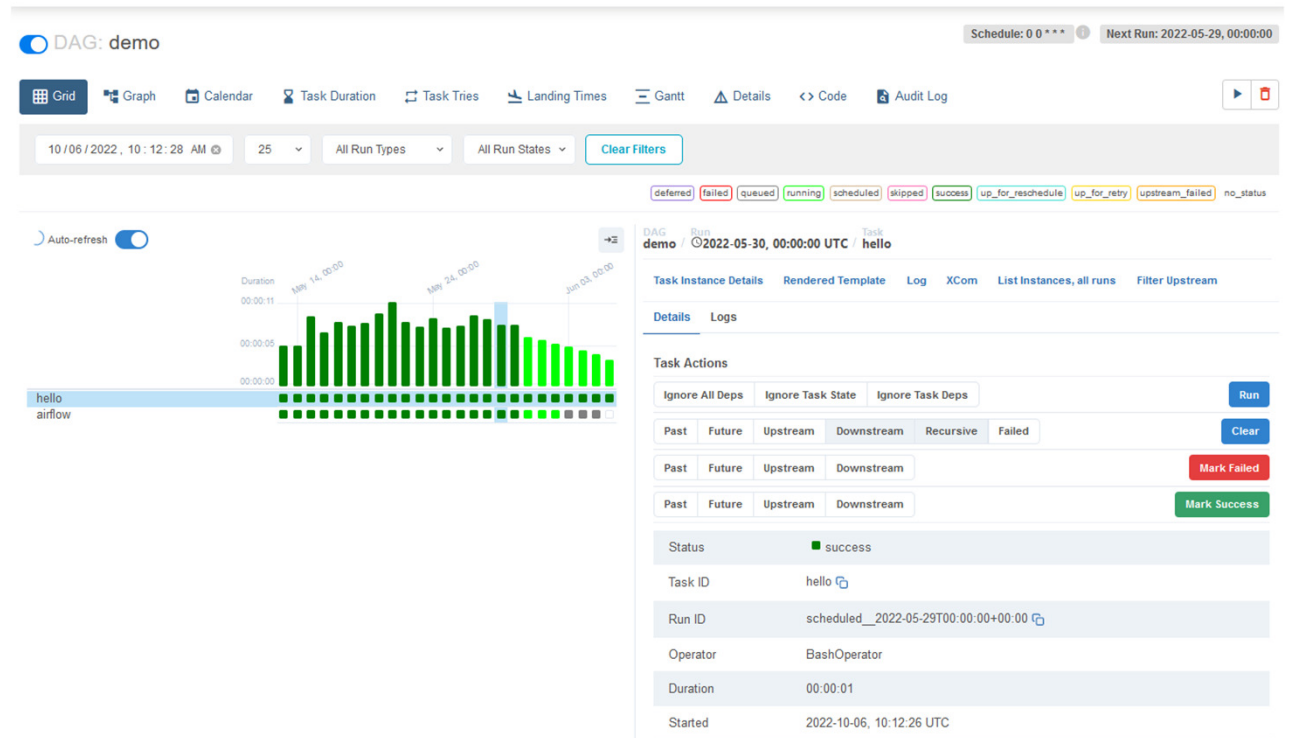 DAG: demo
Schedule: 0 0 * * *
Next Run: 2022-05-29, 00:00:00
Grid
Graph
Calendar
Task Duration
Task Tries
Landing Times
Gantt
Details
Code
Audit Log
10/06/2022, 10:12:28 AM
25
All Run Types
All Run States
Clear Filters
deferred failed queued running scheduled skipped success up_for_reschedule up_for_retry upstream_failed no_status
Auto-refresh
Duration
May 14, 00:00
May 24, 00:00
Jun 03, 00:00
00:00:11
00:00:05
00:00:00
hello
airflow
DAG Run Task
demo / 2022-05-30, 00:00:00 UTC / hello
Task Instance Details
Rendered Template
Log
XCom
List Instances, all runs
Filter Upstream
Details
Logs
Task Actions
Ignore All Deps Ignore Task State Ignore Task Deps Run
Past Future Upstream Downstream Recursive Failed Clear
Past Future Upstream Downstream Mark Failed
Past Future Upstream Downstream Mark Success
Status success
Task ID hello
Run ID scheduled__2022-05-29T00:00:00+00:00
Operator BashOperator
Duration 00:00:01
Started 2022-10-06, 10:12:26 UTC